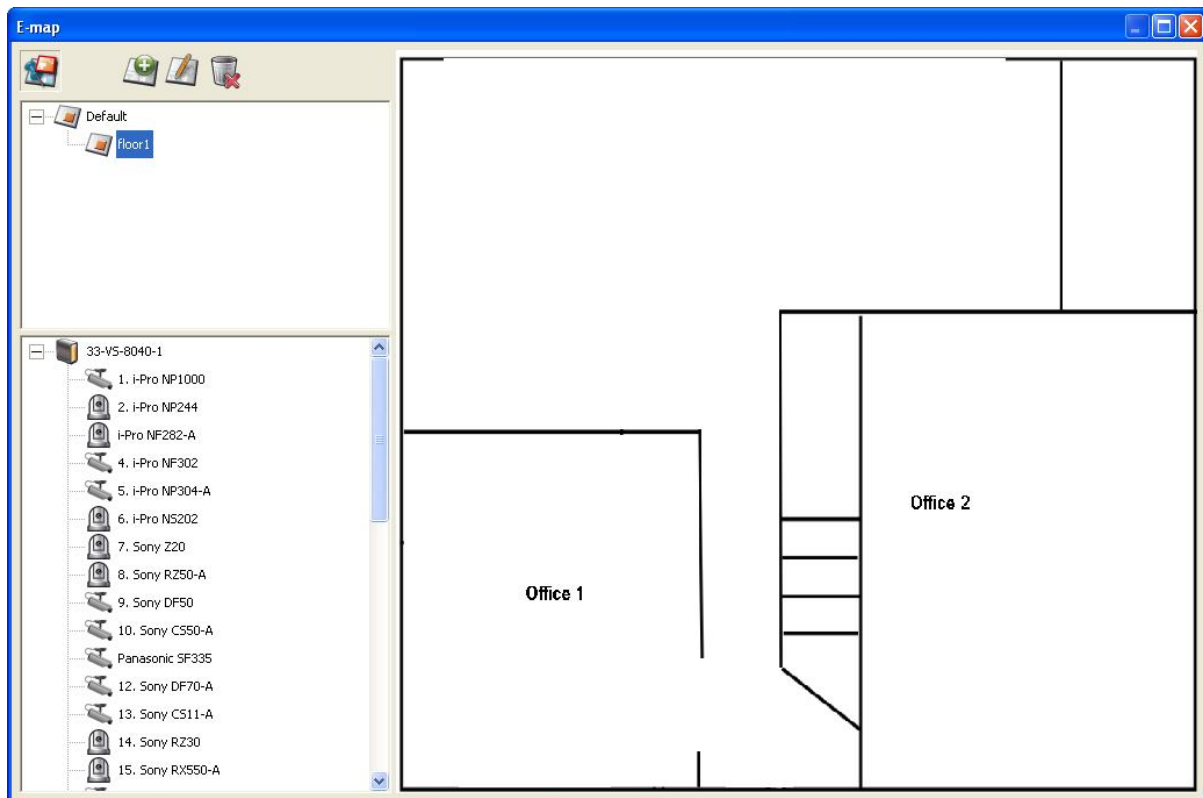 E-map
Default
floor1
33-VS-8040-1
1. i-Pro NP1000
2. i-Pro NP244
i-Pro NF282-A
4. i-Pro NF302
5. i-Pro NP304-A
6. i-Pro NS202
7. Sony Z20
8. Sony RZ50-A
9. Sony DF50
10. Sony CS50-A
Panasonic SF335
12. Sony DF70-A
13. Sony CS11-A
14. Sony RZ30
15. Sony RX550-A
Office 1
Office 2